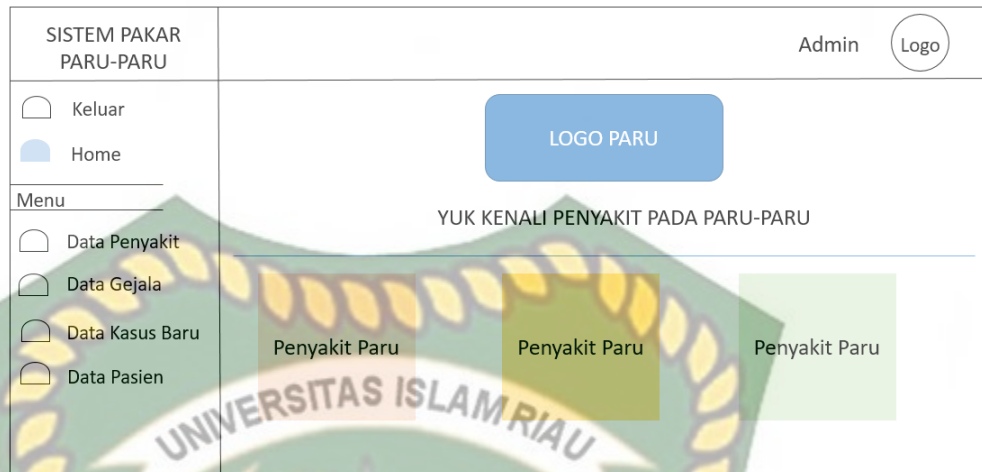 SISTEM PAKAR
PARU-PARU
Admin
Logo
Keluar
Home
Menu
Data Penyakit
Data Gejala
Data Kasus Baru
Data Pasien
LOGO PARU
YUK KENALI PENYAKIT PADA PARU-PARU
Penyakit Paru
Penyakit Paru
Penyakit Paru
UNIVERSITAS ISLAM RIAU